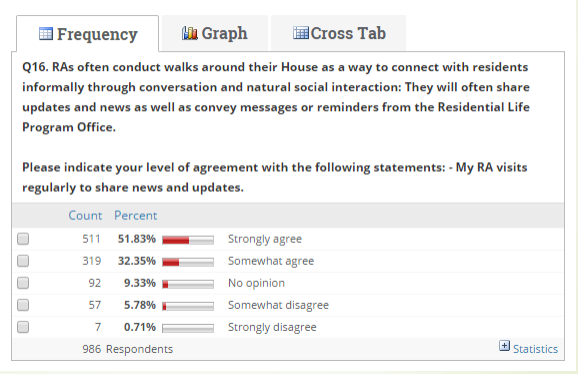 Frequency Graph Cross Tab
Q16. RAs often conduct walks around their House as a way to connect with residents
informally through conversation and natural social interaction: They will often share
updates and news as well as convey messages or reminders from the Residential Life
Program Office.
Please indicate your level of agreement with the following statements: - My RA visits
regularly to share news and updates.
Count Percent
511 51.83% Strongly agree
319 32.35% Somewhat agree
92 9.33% No opinion
57 5.78% Somewhat disagree
7 0.71% Strongly disagree
986 Respondents Statistics